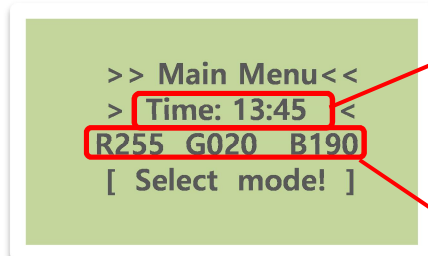 >> Main Menu<<
> Time: 13:45 <
R255 G020 B190
[ Select mode! ]